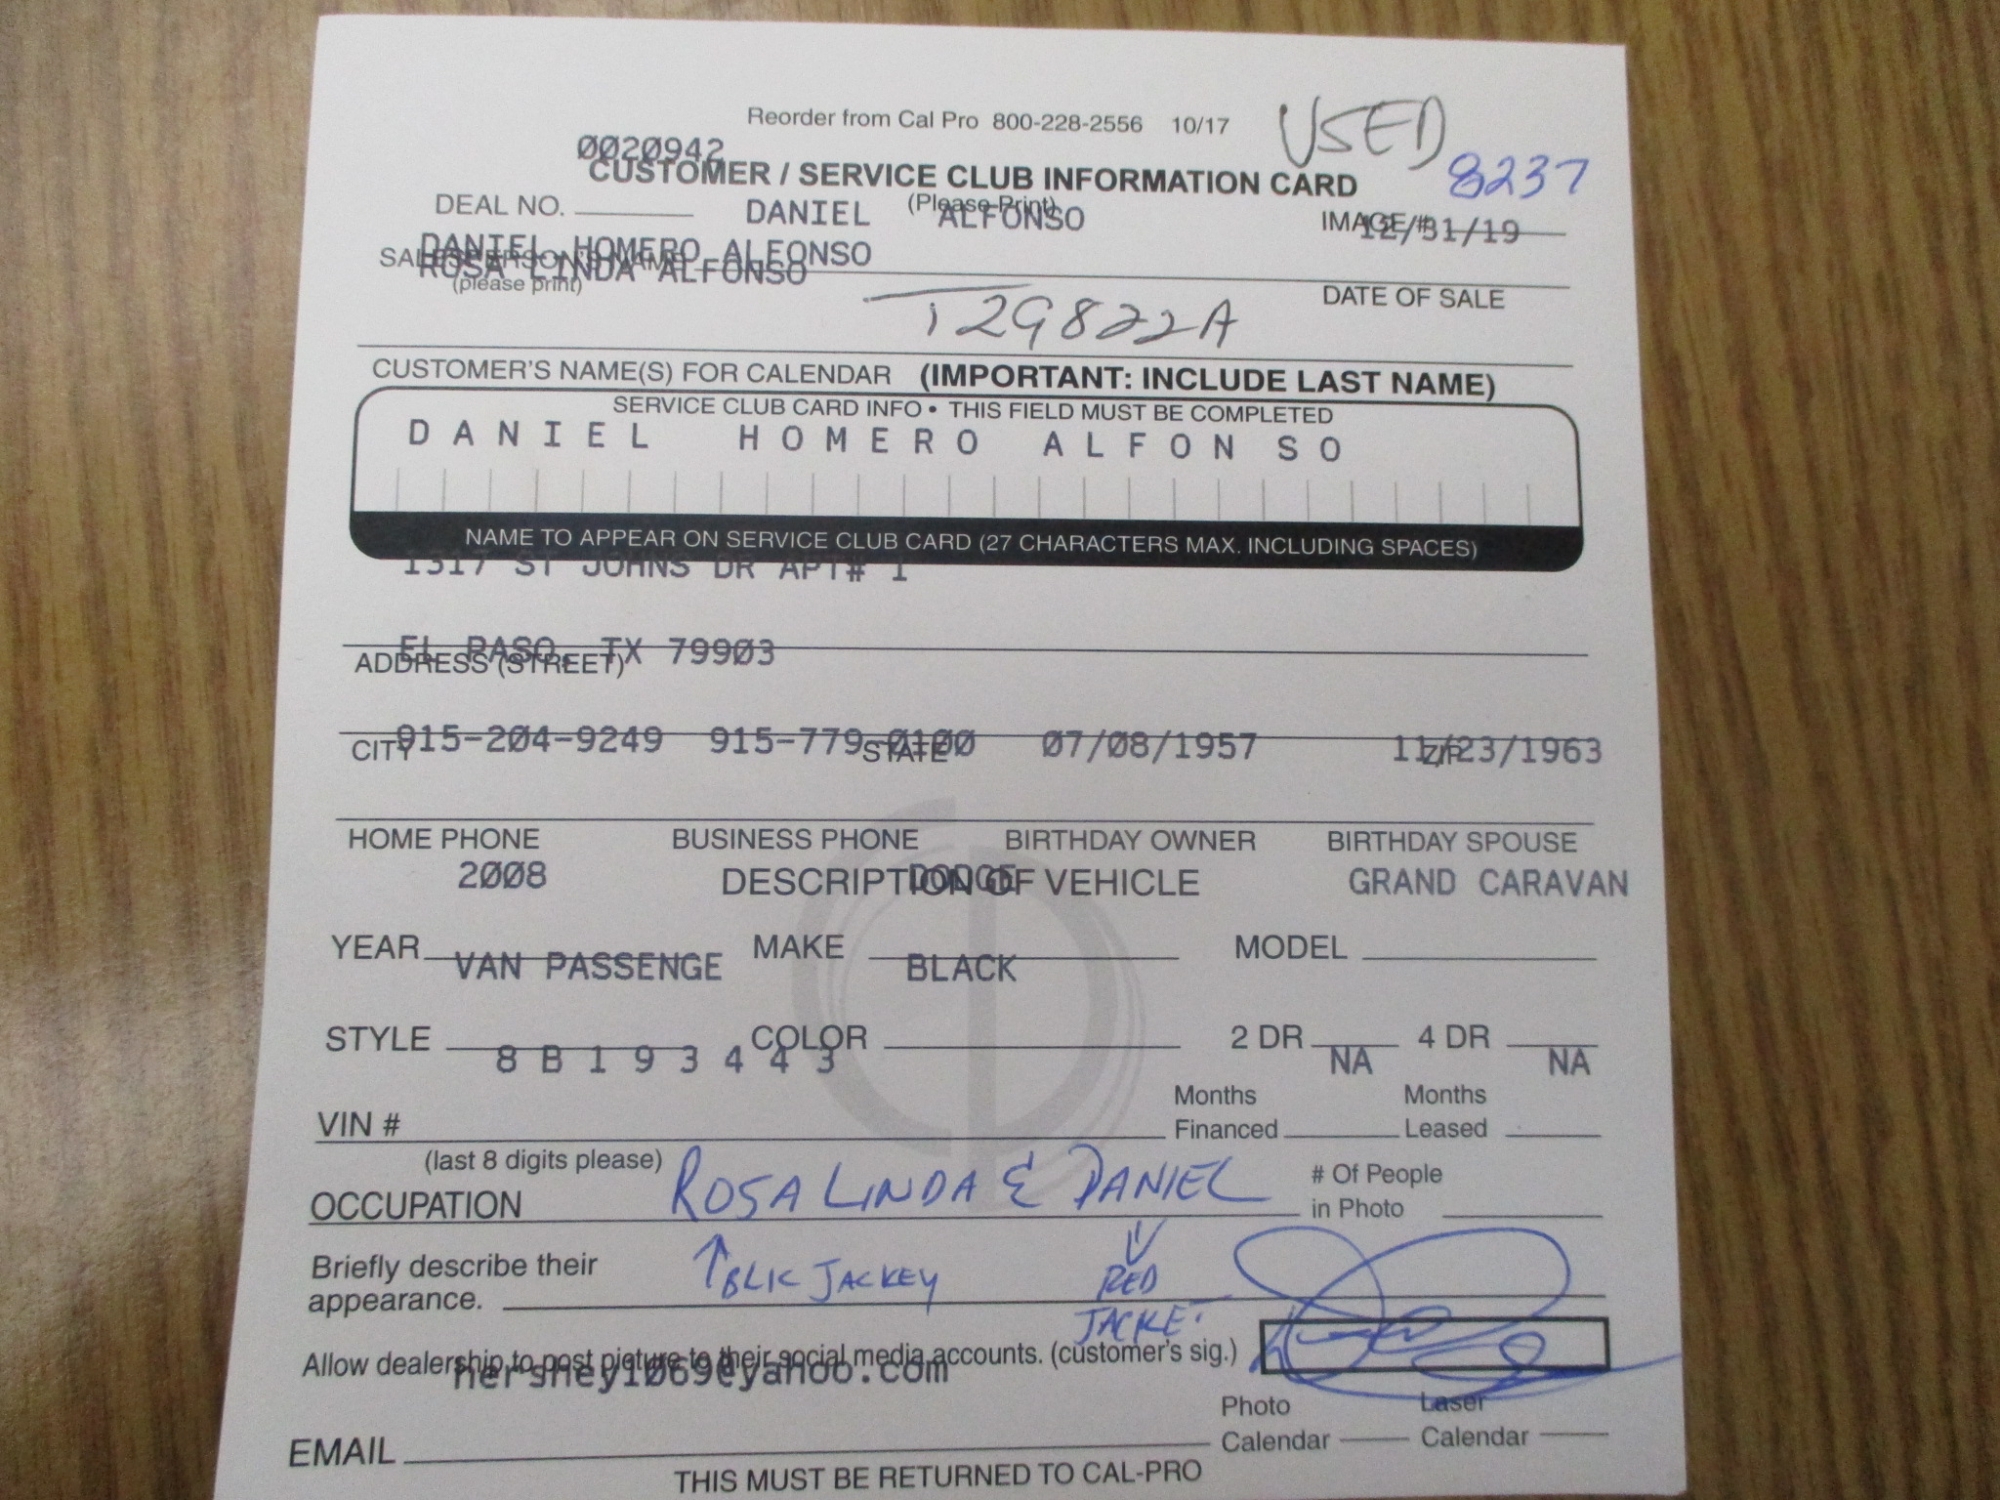 Reorder from Cal Pro 800-228-2556 10/17
USED
0020942
CUSTOMER / SERVICE CLUB INFORMATION CARD
8237
(Please Print)
DEAL NO.
DANIEL ALFONSO
IMAGE #
12/31/19
DANIEL HOMERO ALFONSO
SALESPERSON'S NAME
ROSA LINDA ALFONSO
(please print)
DATE OF SALE
T29822A
CUSTOMER'S NAME(S) FOR CALENDAR (IMPORTANT: INCLUDE LAST NAME)
SERVICE CLUB CARD INFO • THIS FIELD MUST BE COMPLETED
DANIEL HOMERO ALFONSO
NAME TO APPEAR ON SERVICE CLUB CARD (27 CHARACTERS MAX. INCLUDING SPACES)
1317 ST JOHNS DR APT# 1
EL PASO, TX 79903
ADDRESS (STREET)
915-204-9249 915-779-0100 07/08/1957 11/23/1963
CITY STATE ZIP
HOME PHONE BUSINESS PHONE BIRTHDAY OWNER BIRTHDAY SPOUSE
2008 DODGE GRAND CARAVAN
DESCRIPTION OF VEHICLE
YEAR MAKE MODEL
VAN PASSENGE BLACK
STYLE COLOR 2 DR 4 DR
8B193443 NA NA
VIN # Months Financed Months Leased
(last 8 digits please)
OCCUPATION ROSA LINDA & DANIEL # Of People in Photo
Briefly describe their appearance. BLK JACKEY RED JACKET
Allow dealership to post picture to their social media accounts. (customer's sig.)
hershey1069@yahoo.com
Photo Calendar Laser Calendar
EMAIL
THIS MUST BE RETURNED TO CAL-PRO